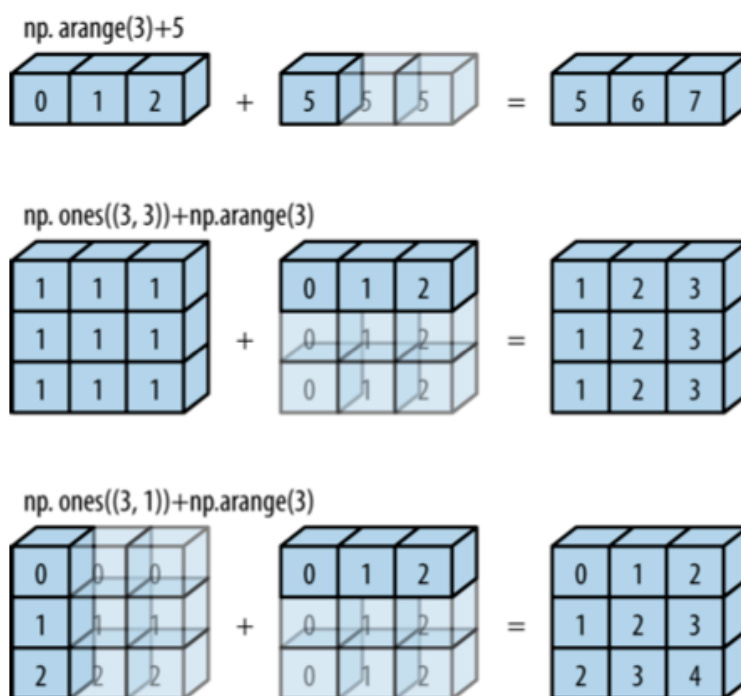 np. arange(3)+5
0 1 2 + 5 5 5 = 5 6 7
np. ones((3, 3))+np.arange(3)
1 1 1 0 1 2 1 2 3
1 1 1 + 0 1 2 = 1 2 3
1 1 1 0 1 2 1 2 3
np. ones((3, 1))+np.arange(3)
0 0 0 0 1 2 0 1 2
1 1 1 + 0 1 2 = 1 2 3
2 2 2 0 1 2 2 3 4